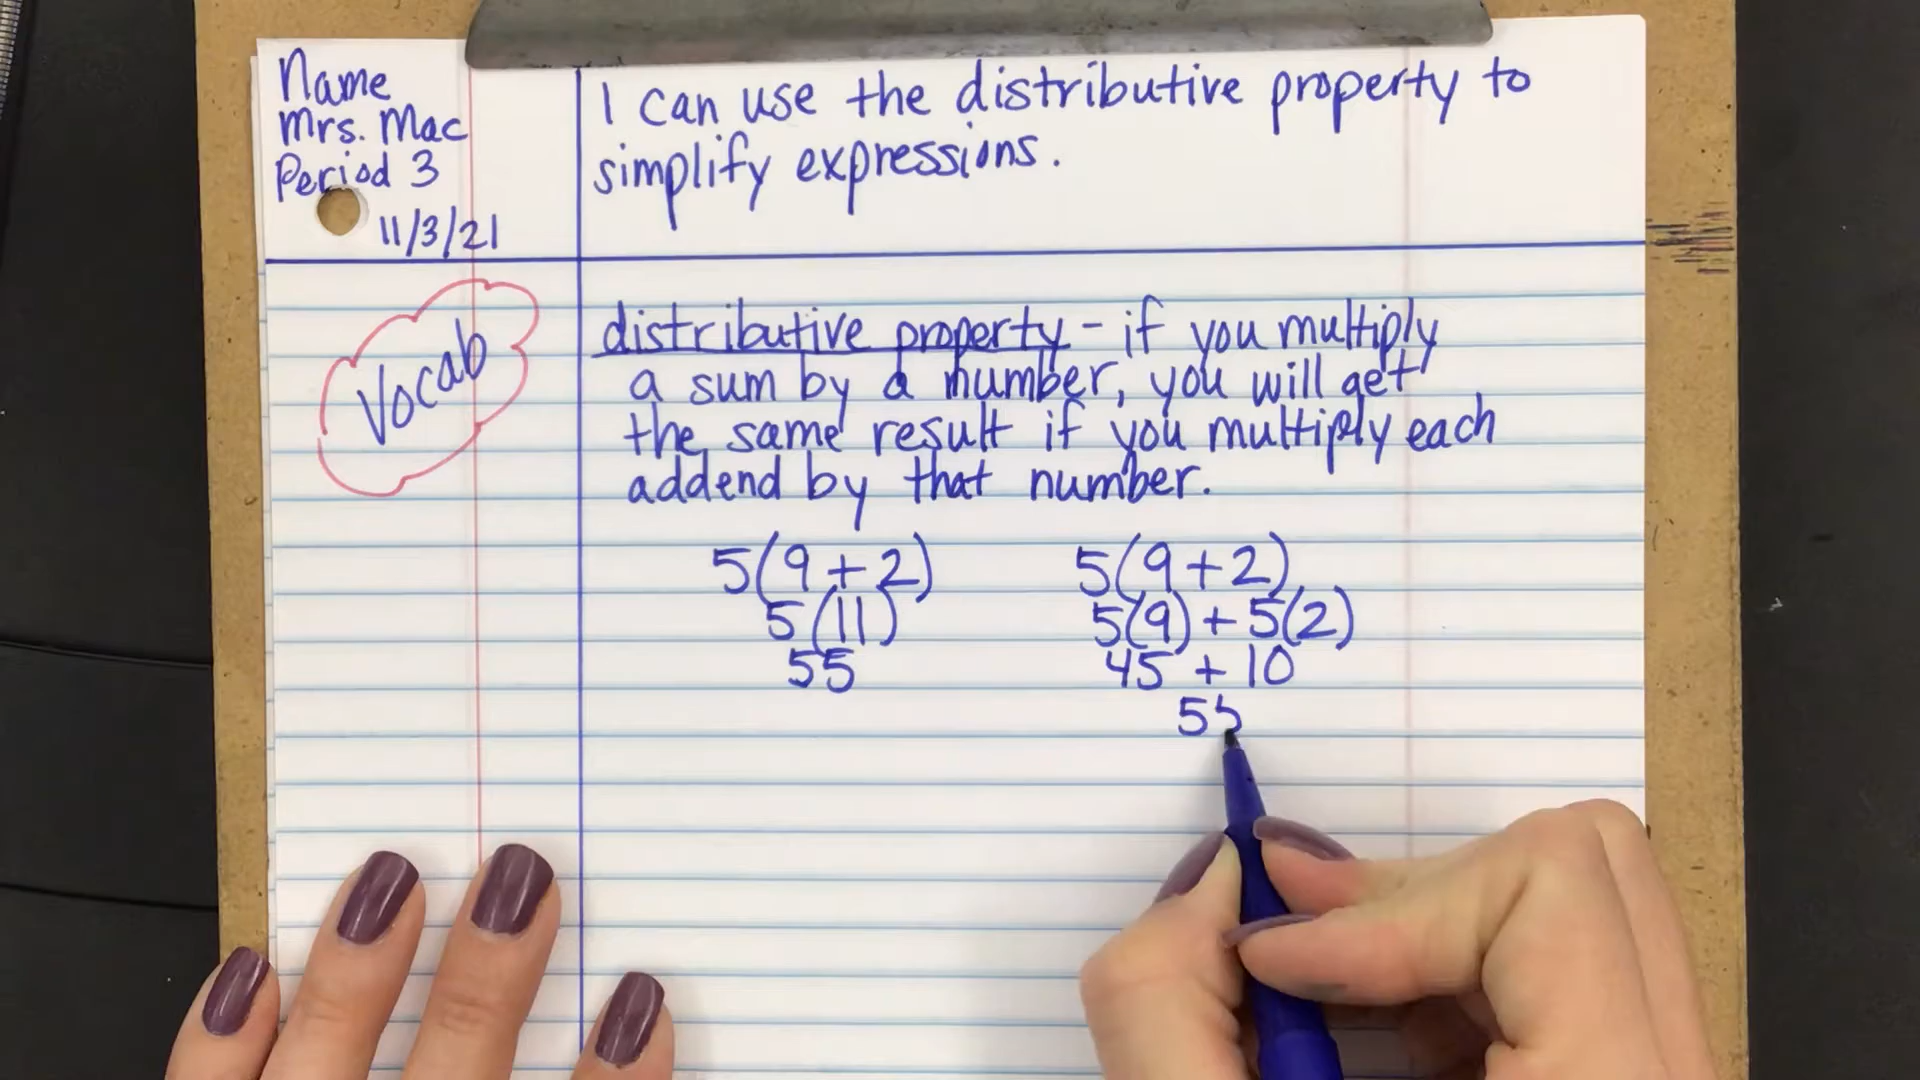 Name
Mrs. Mac
Period 3
11/3/21
I can use the distributive property to
simplify expressions.
Vocab
distributive property - if you multiply
a sum by a number, you will get
the same result if you multiply each
addend by that number.
5(9+2)
5(11)
55
5(9+2)
5(9) + 5(2)
45 + 10
55